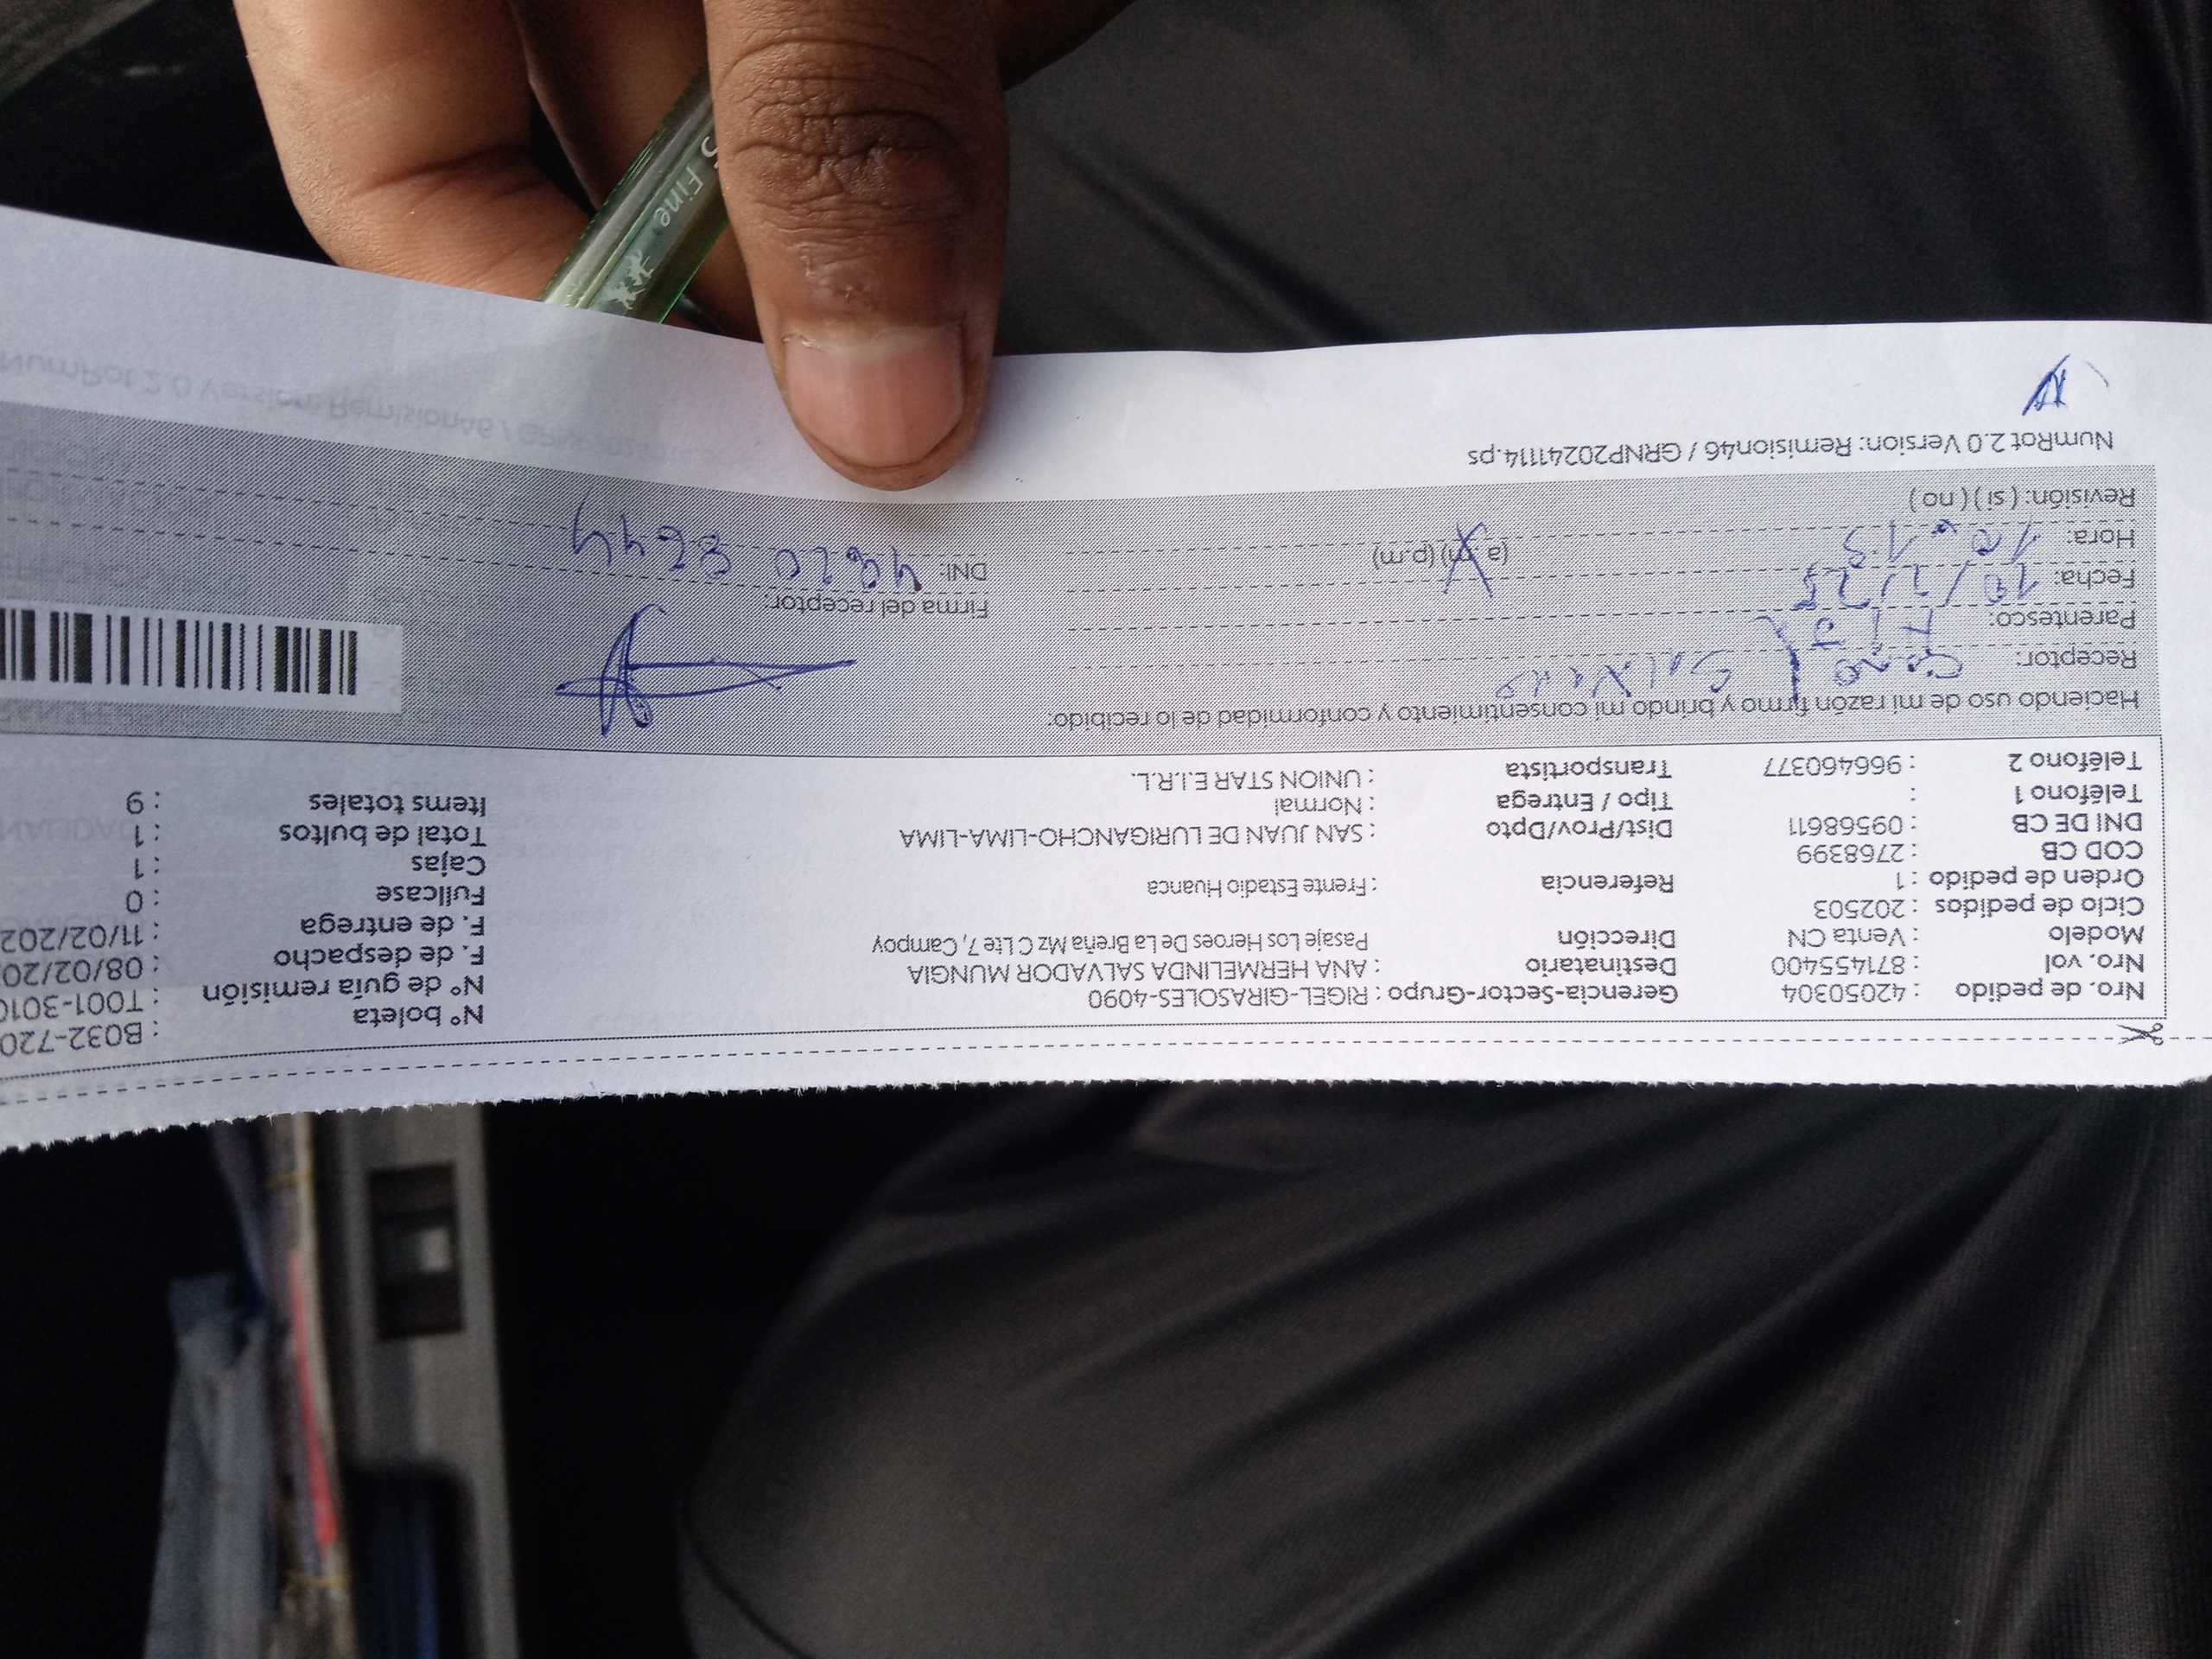 Nro. de pedido : 42050304 Gerencia-Sector-Grupo : RIGEL-GIRASOLES-4090 N° boleta : B032-720
Nro. vol : 871455400 Destinatario : ANA HERMELINDA SALVADOR MUNGIA N° de guía remisión : T001-3010
Modelo : Venta CN Dirección Pasaje Los Heroes De La Breña Mz C Lte 7, Campoy F. de despacho : 08/02/20
Ciclo de pedidos : 202503 F. de entrega : 11/02/202
Orden de pedido : 1 Referencia : Frente Estadio Huanca Fullcase : 0
COD CB : 2768399 Cajas : 1
DNI DE CB : 09568611 Dist/Prov/Dpto : SAN JUAN DE LURIGANCHO-LIMA-LIMA Total de bultos : 1
Teléfono 1 : Tipo / Entrega : Normal Items totales : 9
Teléfono 2 : 966460377 Transportista : UNION STAR E.I.R.L.
Haciendo uso de mi razón firmo y brindo mi consentimiento y conformidad de lo recibido:
Receptor:
Parentesco: Firma del receptor:
Fecha: DNI:
Hora: 10:13 (a.m) (p.m)
Revisión: ( si ) ( no )
NumRot 2.0 Version: Remision46 / GRNP20241114.ps
Fine